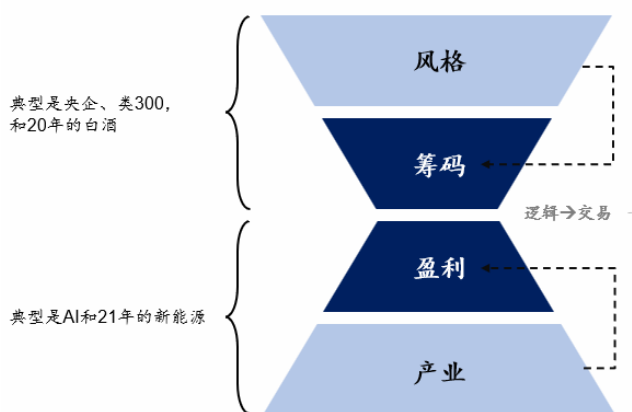 风格
典型是央企、类300，
和20年的白酒
筹码
逻辑→交易
盈利
典型是AI和21年的新能源
产业